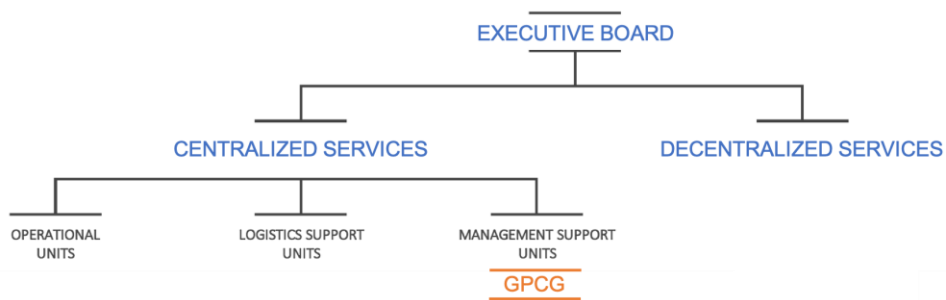 EXECUTIVE BOARD
CENTRALIZED SERVICES
DECENTRALIZED SERVICES
OPERATIONAL
UNITS
LOGISTICS SUPPORT
UNITS
MANAGEMENT SUPPORT
UNITS
GPCG